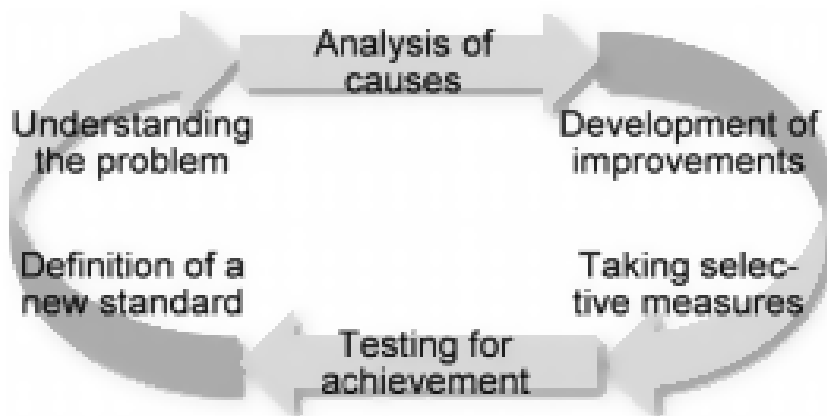 Analysis of
causes
Understanding
the problem
Development of
improvements
Definition of a
new standard
Taking selec-
tive measures
Testing for
achievement